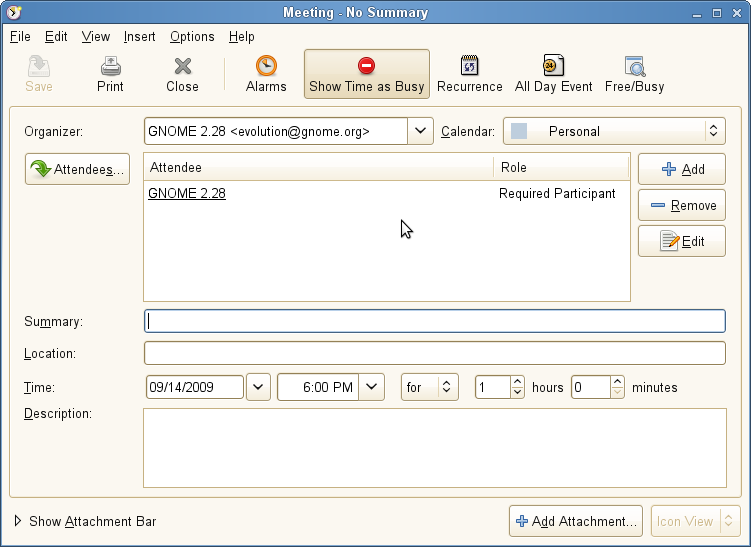 Meeting - No Summary
File Edit View Insert Options Help
Save Print Close Alarms Show Time as Busy Recurrence All Day Event Free/Busy
Organizer: GNOME 2.28 <evolution@gnome.org> Calendar: Personal
Attendees... Attendee Role Add
GNOME 2.28 Required Participant
Remove
Edit
Summary:
Location:
Time: 09/14/2009 6:00 PM for 1 hours 0 minutes
Description:
Show Attachment Bar Add Attachment... Icon View